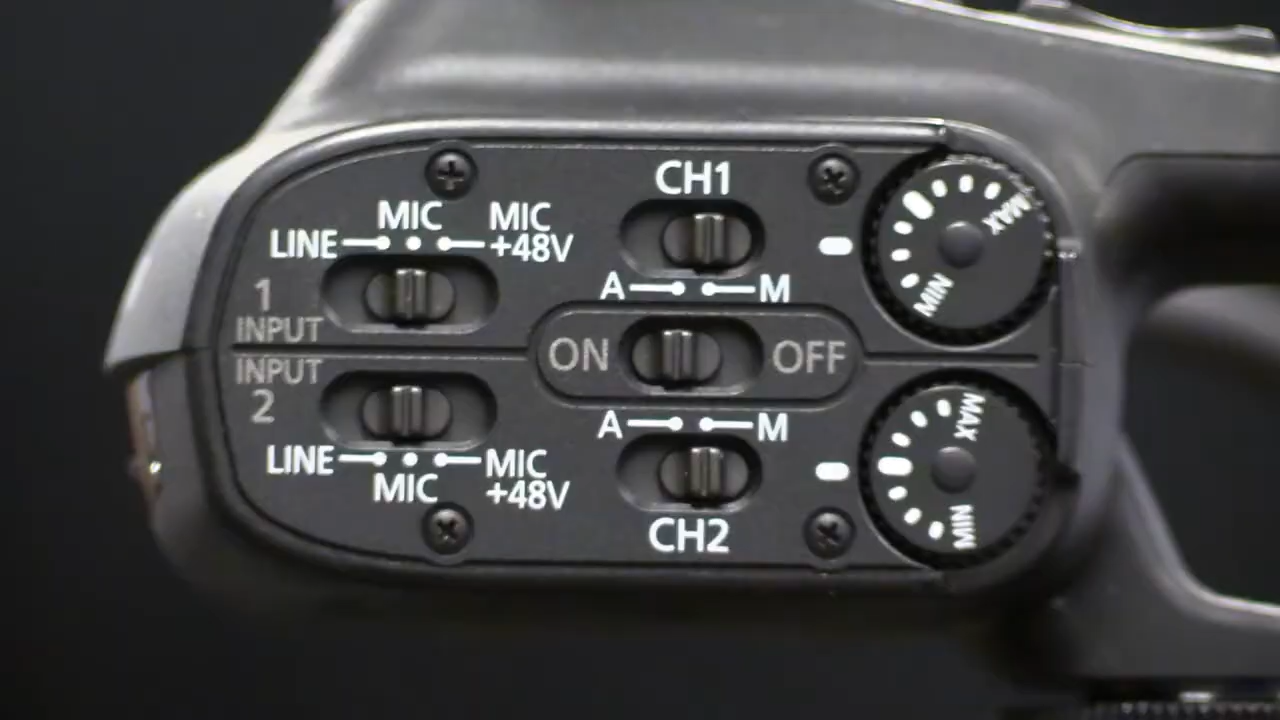 CH1
MIC MIC
LINE +48V
A M
1
INPUT
MAX
MIN
ON OFF
INPUT
2
A M
LINE MIC
MIC +48V
CH2
MAX
MIN